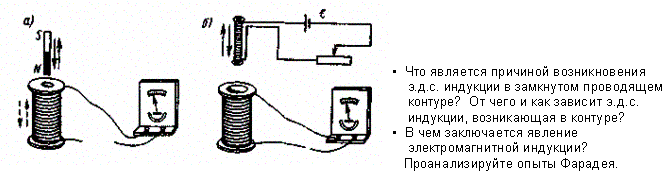 а)
S
N
б)
ε
• Что является причиной возникновения
э.д.с. индукции в замкнутом проводящем
контуре? От чего и как зависит э.д.с.
индукции, возникающая в контуре?
• В чем заключается явление
электромагнитной индукции?
Проанализируйте опыты Фарадея.